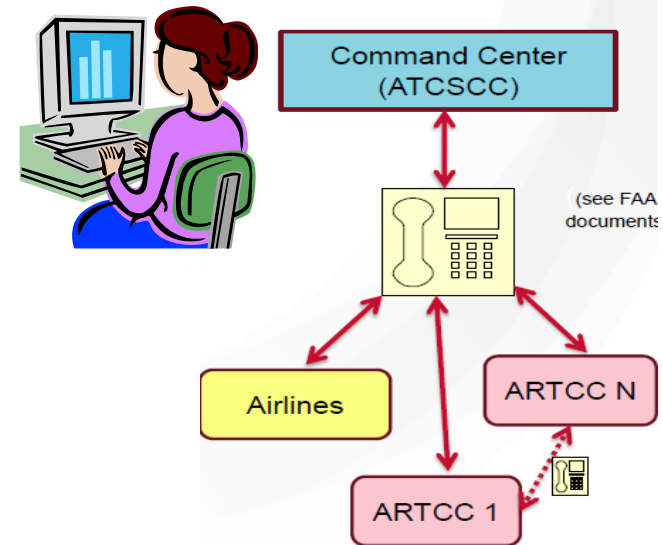 Command Center
(ATCSCC)
(see FAA
documents
Airlines
ARTCC N
ARTCC 1